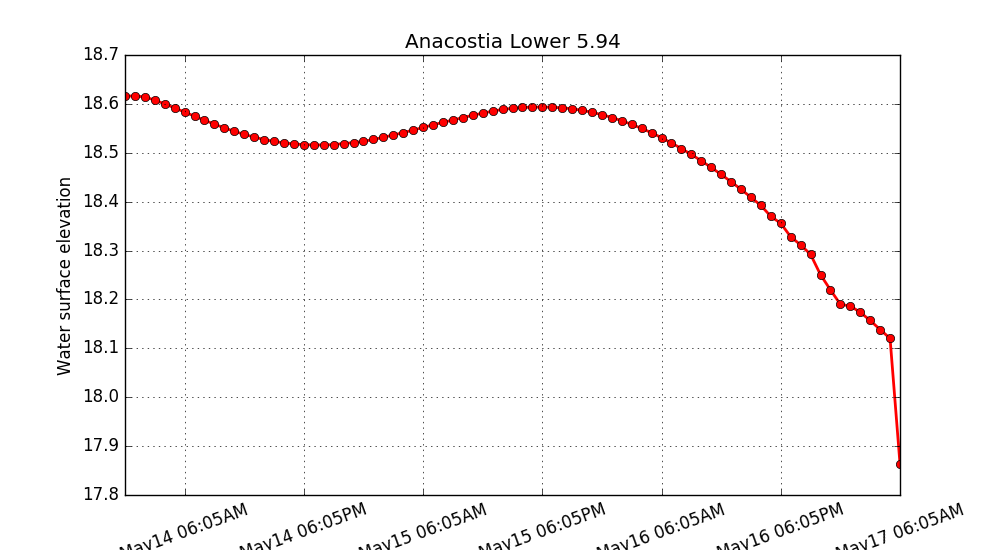 Anacostia Lower 5.94
18.7
18.6
18.5
18.4
18.3
18.2
18.1
18.0
17.9
17.8
Water surface elevation
May14 06:05AM
May14 06:05PM
May15 06:05AM
May15 06:05PM
May16 06:05AM
May16 06:05PM
May17 06:05AM